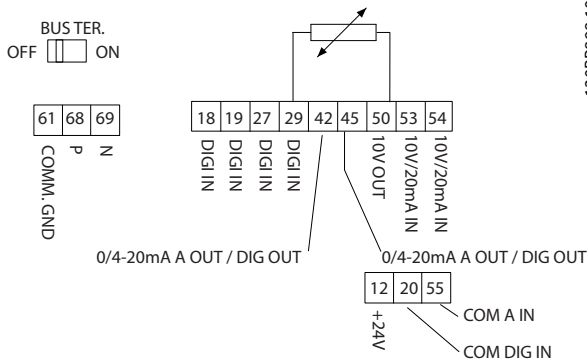 BUS TER.
OFF ON
61 68 69
COMM. GND
P
N
18 19 27 29 42 45 50 53 54
DIGI IN
DIGI IN
DIGI IN
DIGI IN
10V OUT
10V/20mA IN
10V/20mA IN
0/4-20mA A OUT / DIG OUT
0/4-20mA A OUT / DIG OUT
12 20 55
+24V
COM A IN
COM DIG IN